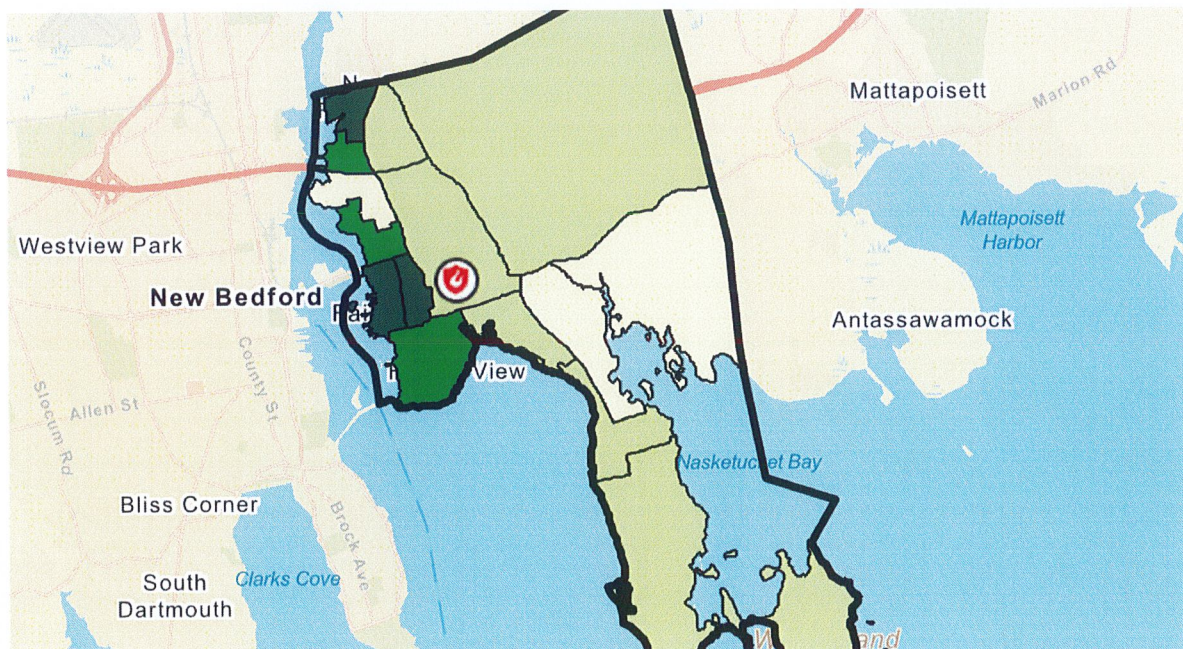 Mattapoisett
Marion Rd
Mattapoisett
Harbor
Westview Park
New Bedford
Antassawamock
County St
View
Allen St
Slocum Rd
Nasketucket Bay
Bliss Corner
Brock Ave
South
Dartmouth
Clarks Cove